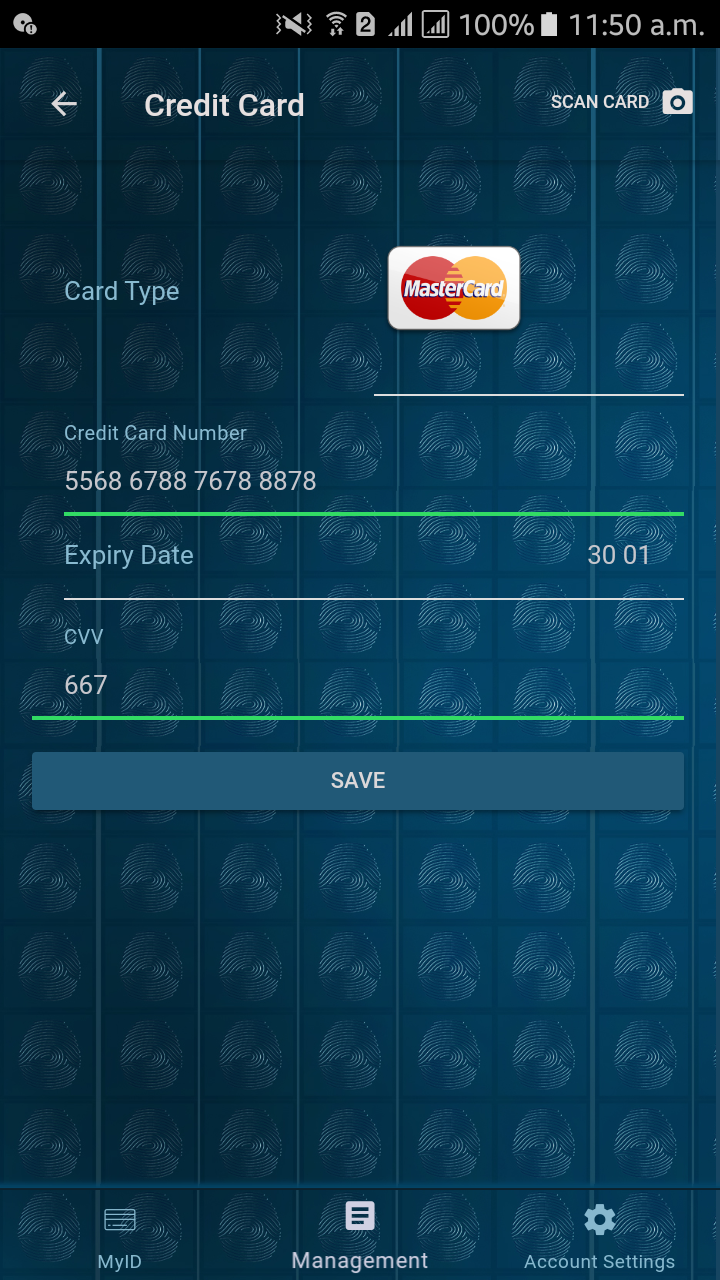 2 100% 11:50 a.m.
Credit Card SCAN CARD
Card Type MasterCard
Credit Card Number
5568 6788 7678 8878
Expiry Date 30 01
CVV
667
SAVE
MyID Management Account Settings